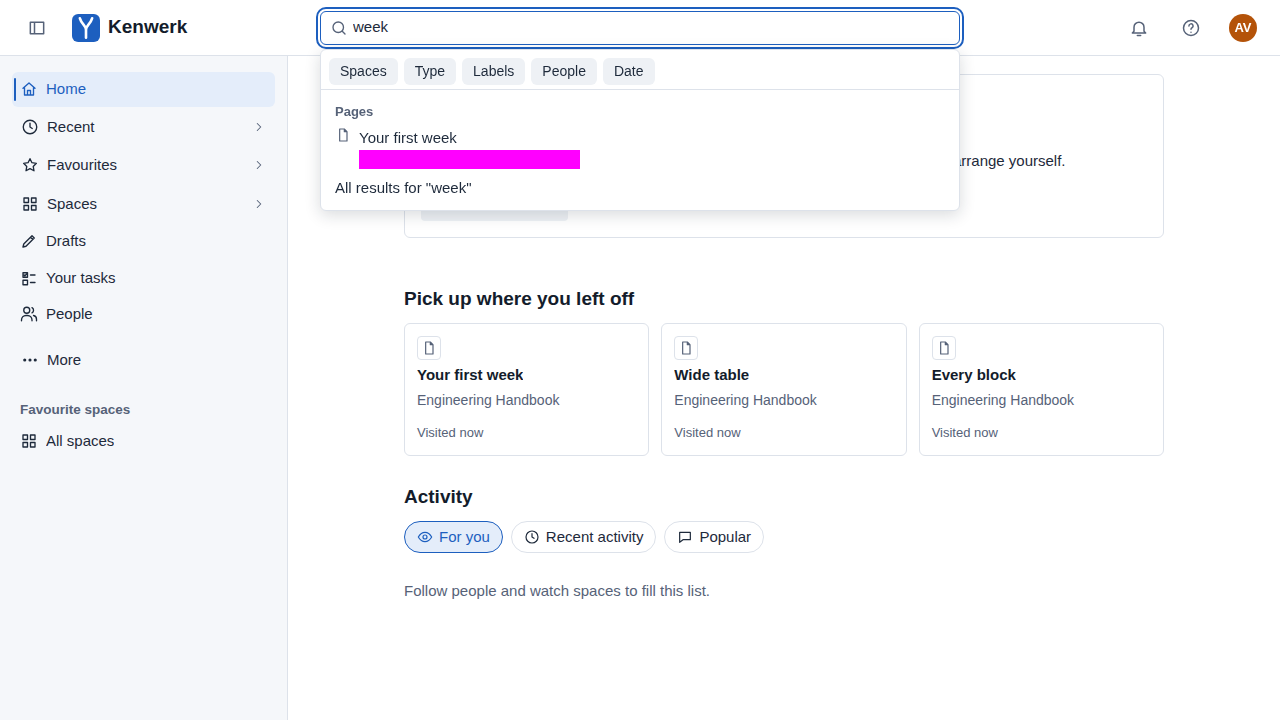 Kenwerk
week
AV
Spaces
Type
Labels
People
Date
Pages
Your first week
All results for "week"
arrange yourself.
Home
Recent
Favourites
Spaces
Drafts
Your tasks
People
More
Favourite spaces
All spaces
Pick up where you left off
Your first week
Engineering Handbook
Visited now
Wide table
Engineering Handbook
Visited now
Every block
Engineering Handbook
Visited now
Activity
For you
Recent activity
Popular
Follow people and watch spaces to fill this list.